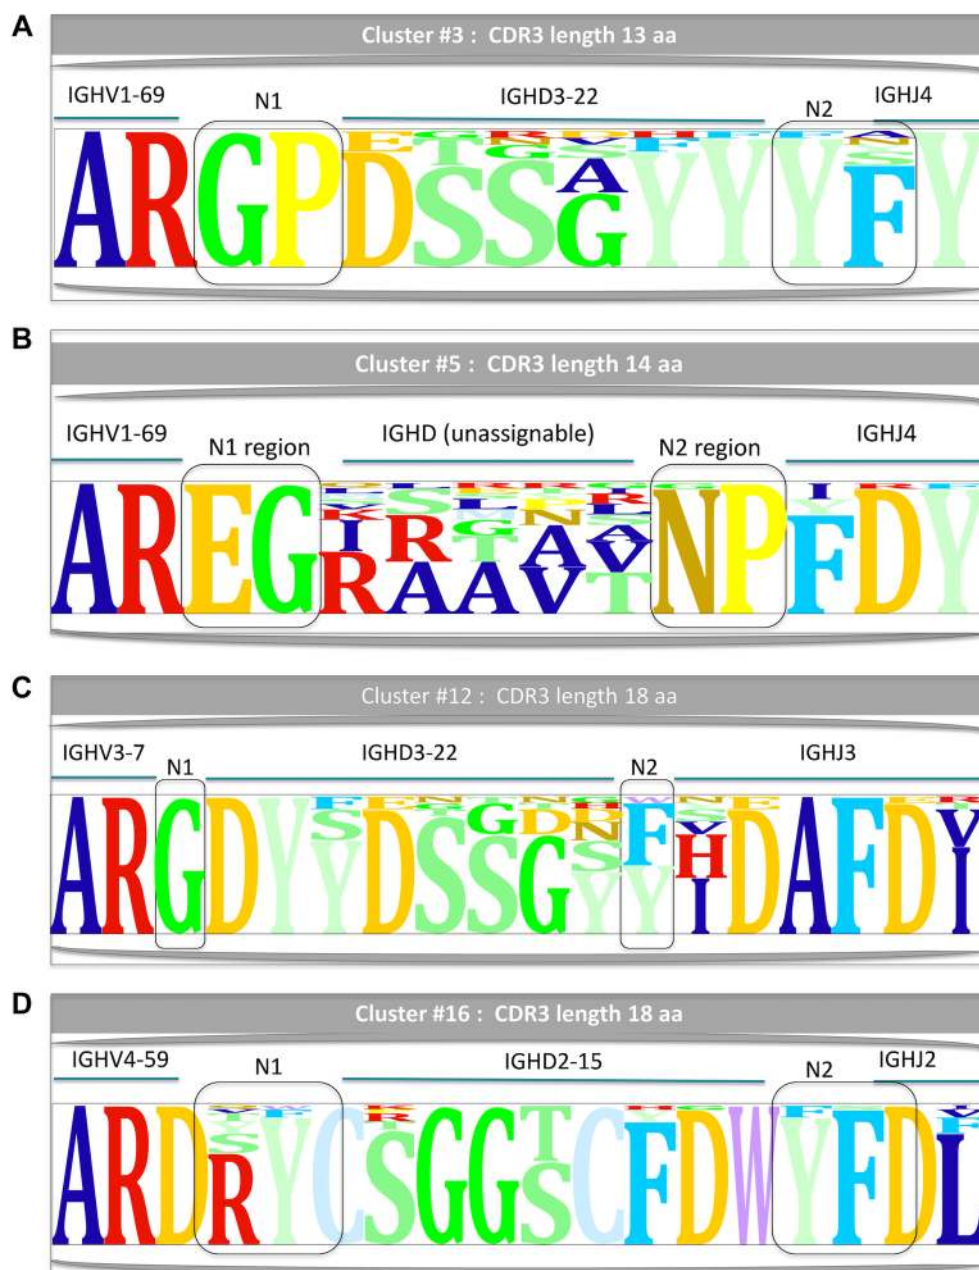 A
Cluster #3 : CDR3 length 13 aa
IGHV1-69 N1 IGHD3-22 N2 IGHJ4
ARGPDSSGYYYFY
B
Cluster #5 : CDR3 length 14 aa
IGHV1-69 N1 region IGHD (unassignable) N2 region IGHJ4
AREGRAAVTNPFDY
C
Cluster #12 : CDR3 length 18 aa
IGHV3-7 N1 IGHD3-22 N2 IGHJ3
ARGDYYDSSGYYIDAFDI
D
Cluster #16 : CDR3 length 18 aa
IGHV4-59 N1 IGHD2-15 N2 IGHJ2
ARDRYCSGGSCFDWYFDL